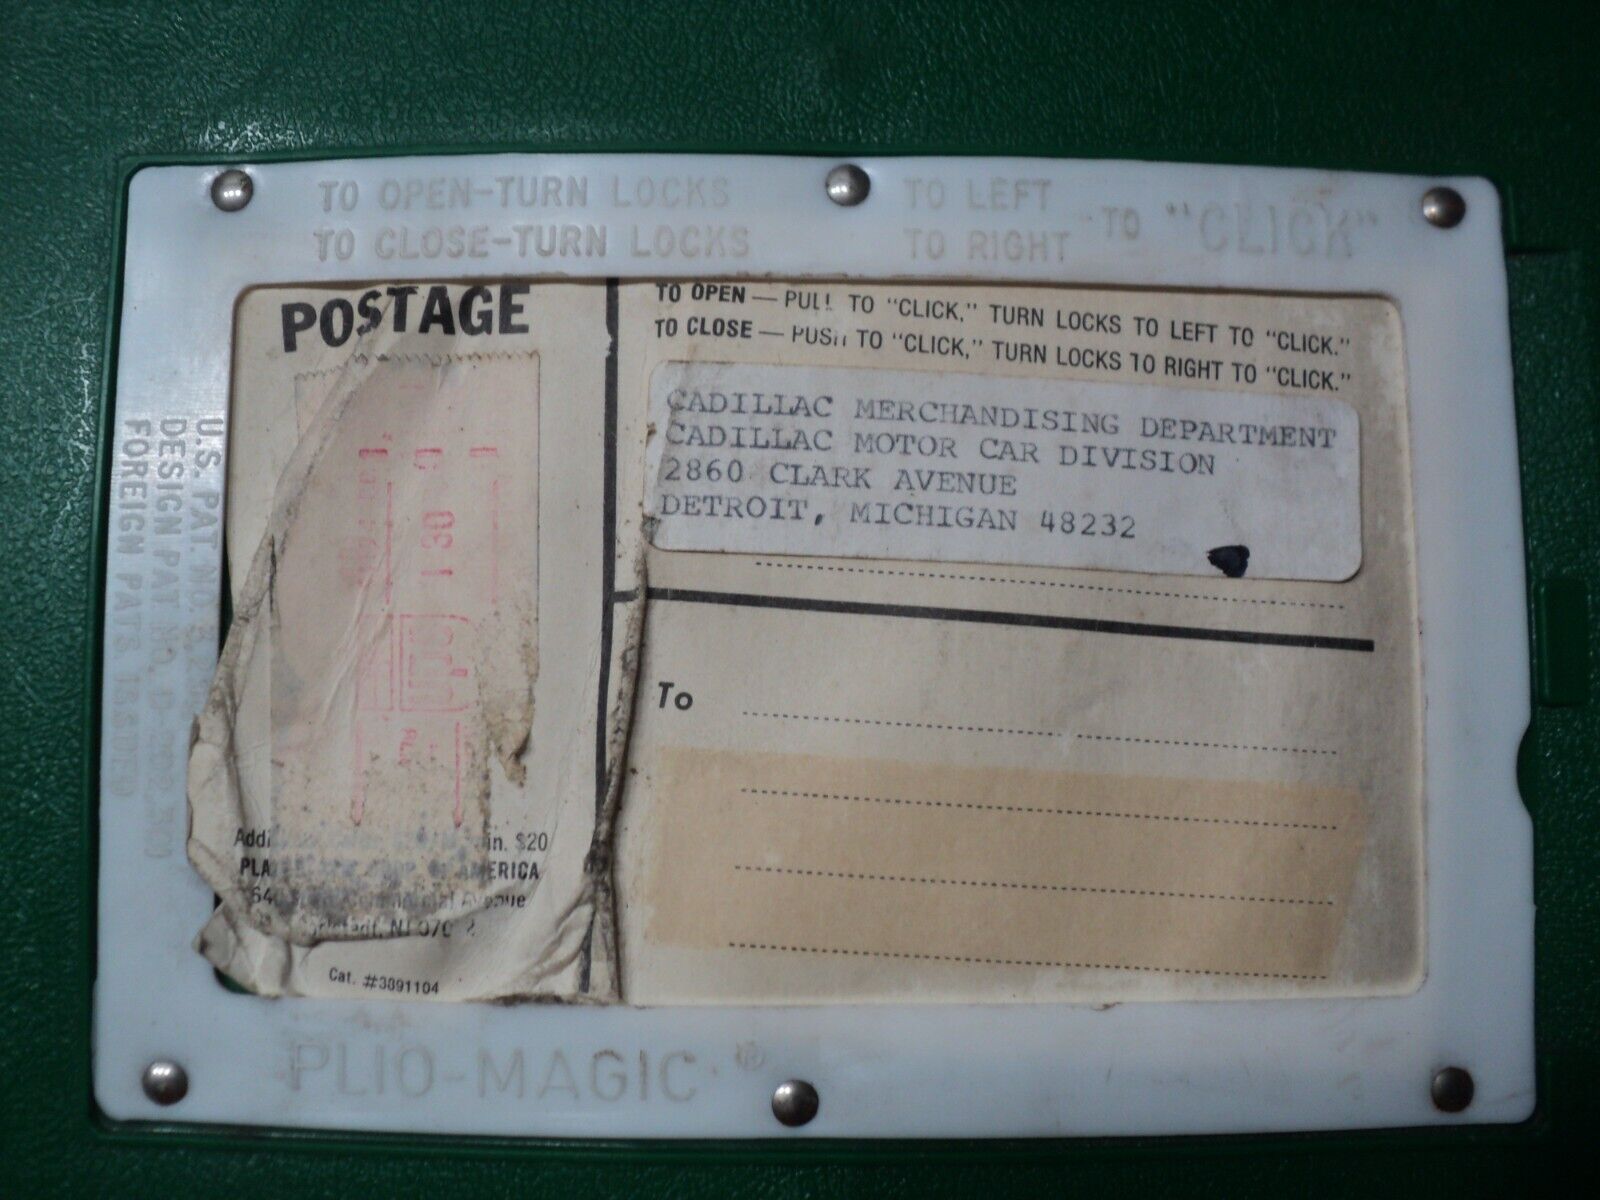 TO OPEN-TURN LOCKS TO LEFT
TO CLOSE-TURN LOCKS TO RIGHT
TO "CLICK"
U.S. PAT. NO.
DESIGN PAT NO.
FOREIGN PATS.
POSTAGE
TO OPEN — PULL TO "CLICK," TURN LOCKS TO LEFT TO "CLICK."
TO CLOSE — PUSH TO "CLICK," TURN LOCKS TO RIGHT TO "CLICK."
CADILLAC MERCHANDISING DEPARTMENT
CADILLAC MOTOR CAR DIVISION
2860 CLARK AVENUE
DETROIT, MICHIGAN 48232
To
in. $20
AMERICA
Cat. #3891104
PLIO-MAGIC ®